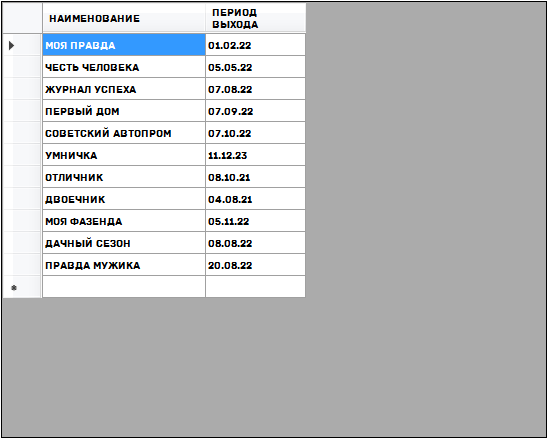 НАИМЕНОВАНИЕ ПЕРИОД ВЫХОДА
МОЯ ПРАВДА 01.02.22
ЧЕСТЬ ЧЕЛОВЕКА 05.05.22
ЖУРНАЛ УСПЕХА 07.08.22
ПЕРВЫЙ ДОМ 07.09.22
СОВЕТСКИЙ АВТОПРОМ 07.10.22
УМНИЧКА 11.12.23
ОТЛИЧНИК 08.10.21
ДВОЕЧНИК 04.08.21
МОЯ ФАЗЕНДА 05.11.22
ДАЧНЫЙ СЕЗОН 08.08.22
ПРАВДА МУЖИКА 20.08.22